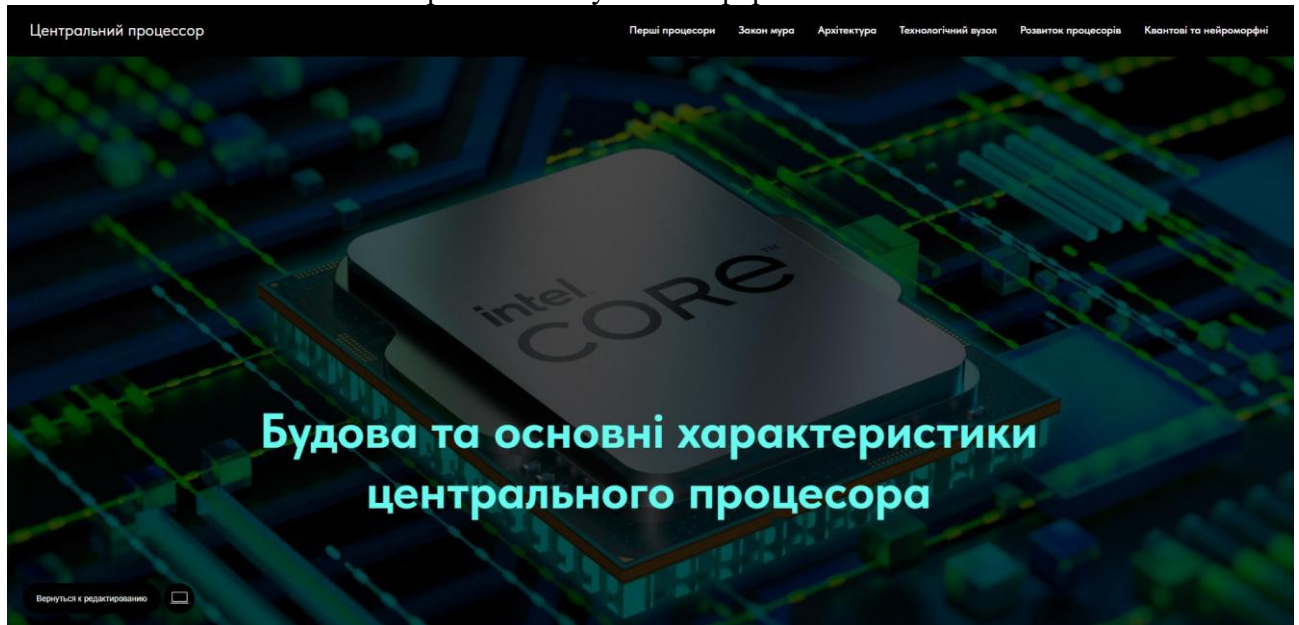 Центральний процессор
Перші процесори Закон мура Архітектура Технологічний вузол Розвиток процесорів Квантові та нейроморфні
intel.
CORE™
Будова та основні характеристики
центрального процесора
Вернуться к редактированию